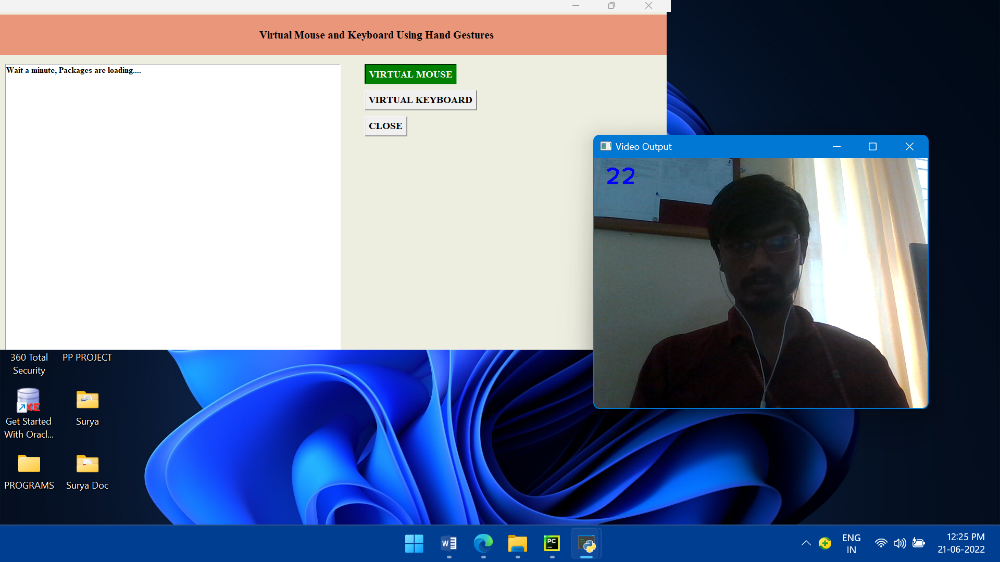 Virtual Mouse and Keyboard Using Hand Gestures
Wait a minute, Packages are loading....
VIRTUAL MOUSE
VIRTUAL KEYBOARD
CLOSE
Video Output
22
360 Total
Security
PP PROJECT
XE
Get Started
With Oracl...
Surya
PROGRAMS
Surya Doc
W
PC
ENG
IN
12:25 PM
21-06-2022